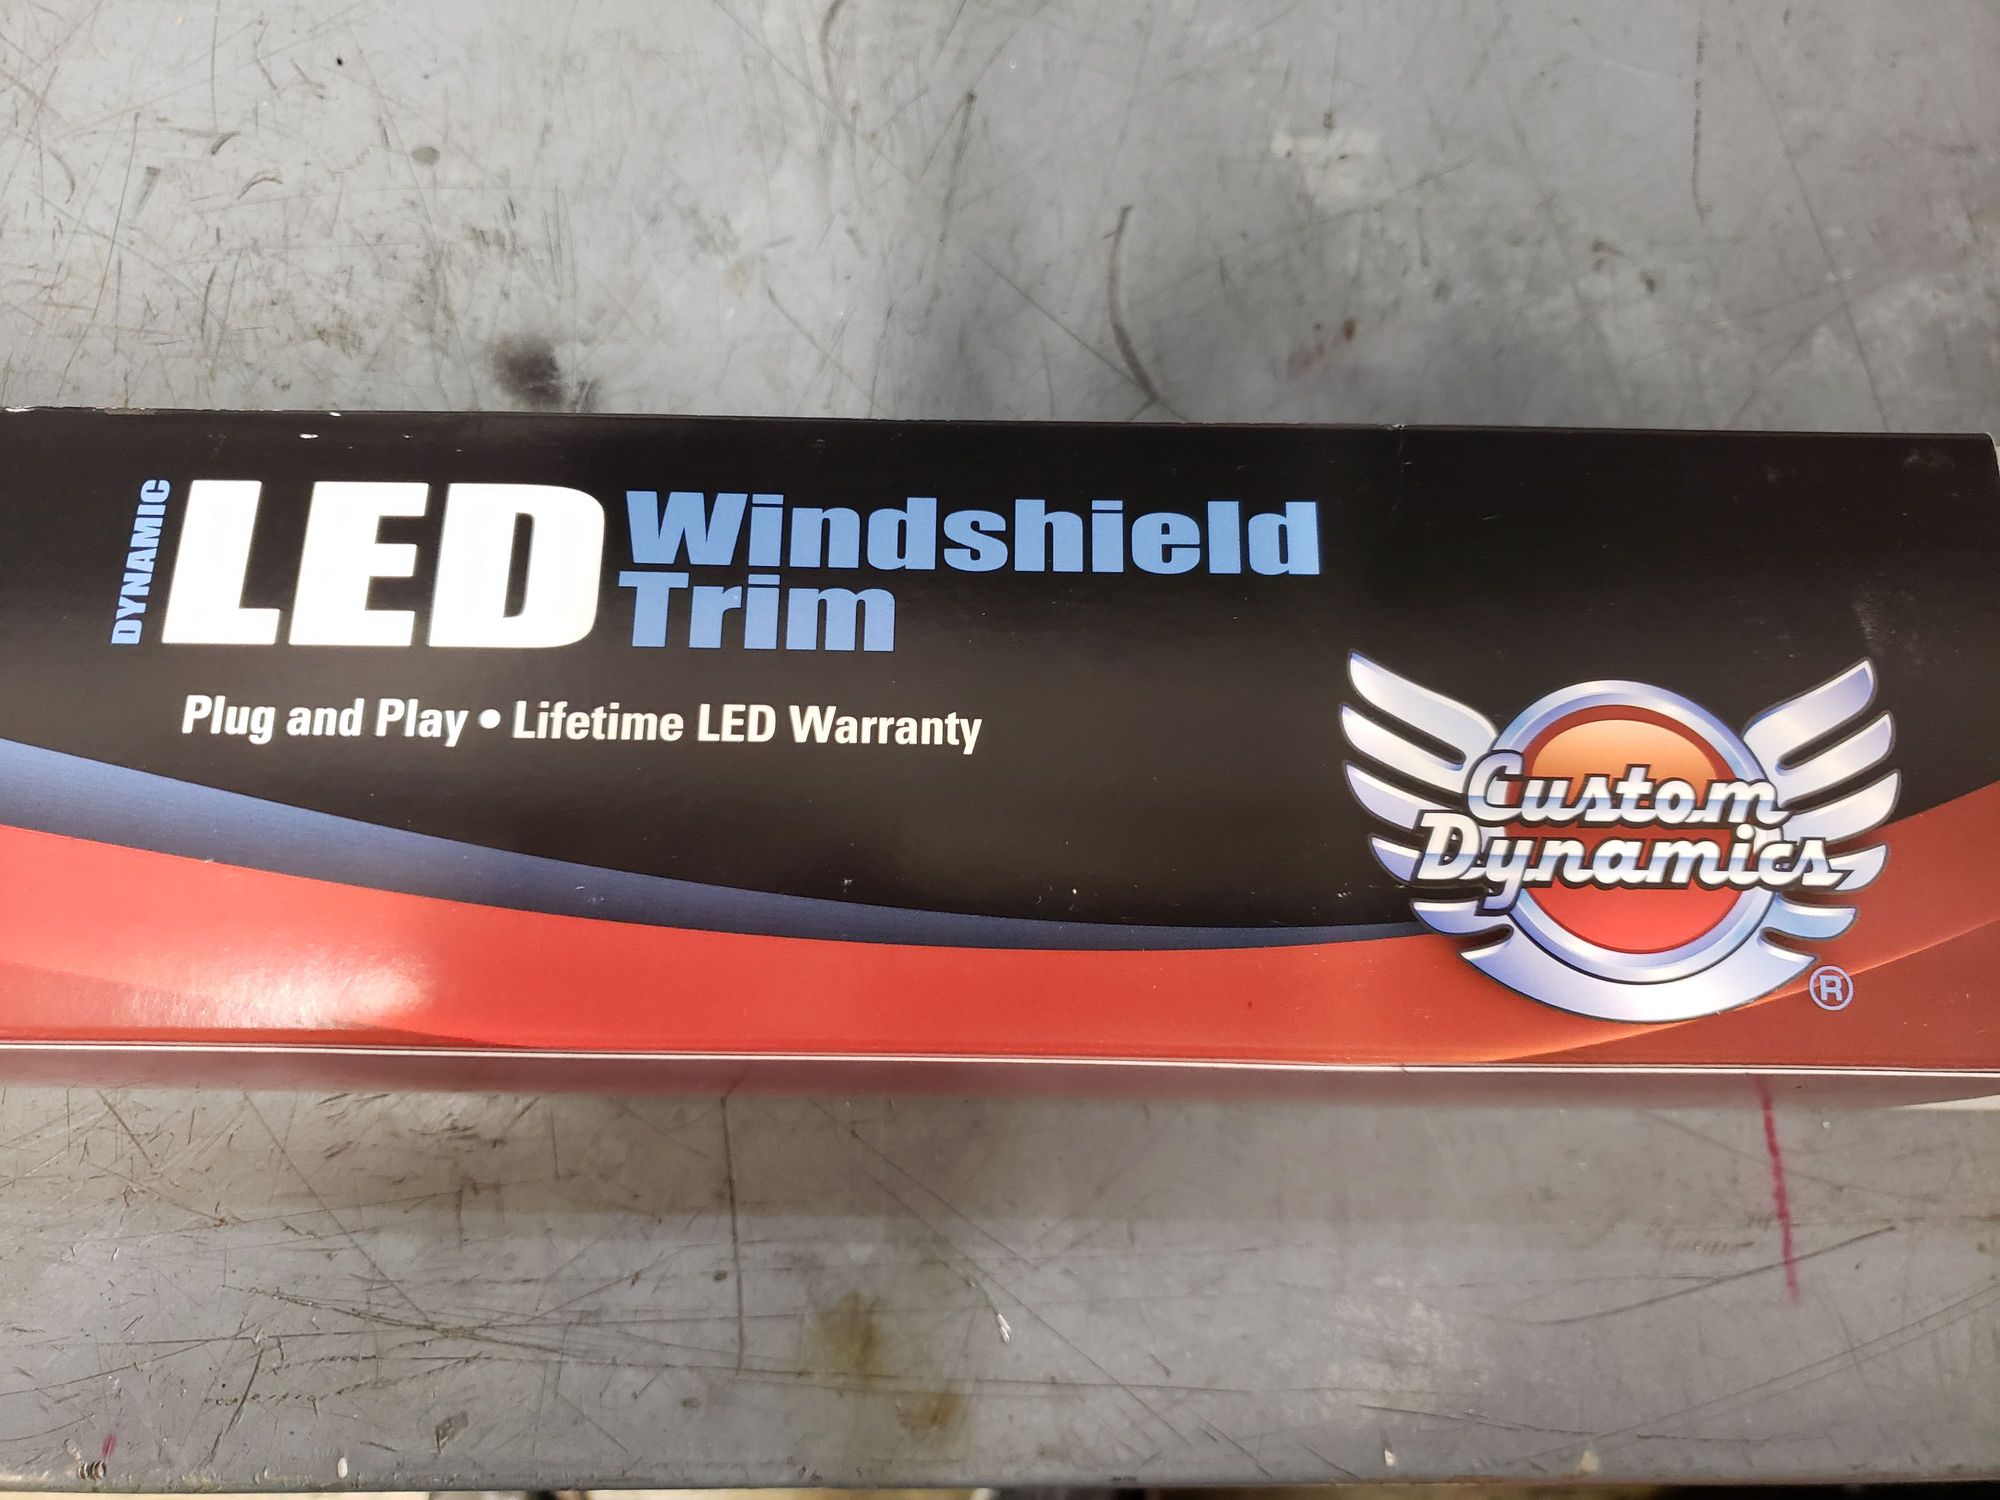 DYNAMIC
LED Windshield
Trim
Plug and Play • Lifetime LED Warranty
Custom
Dynamics
®